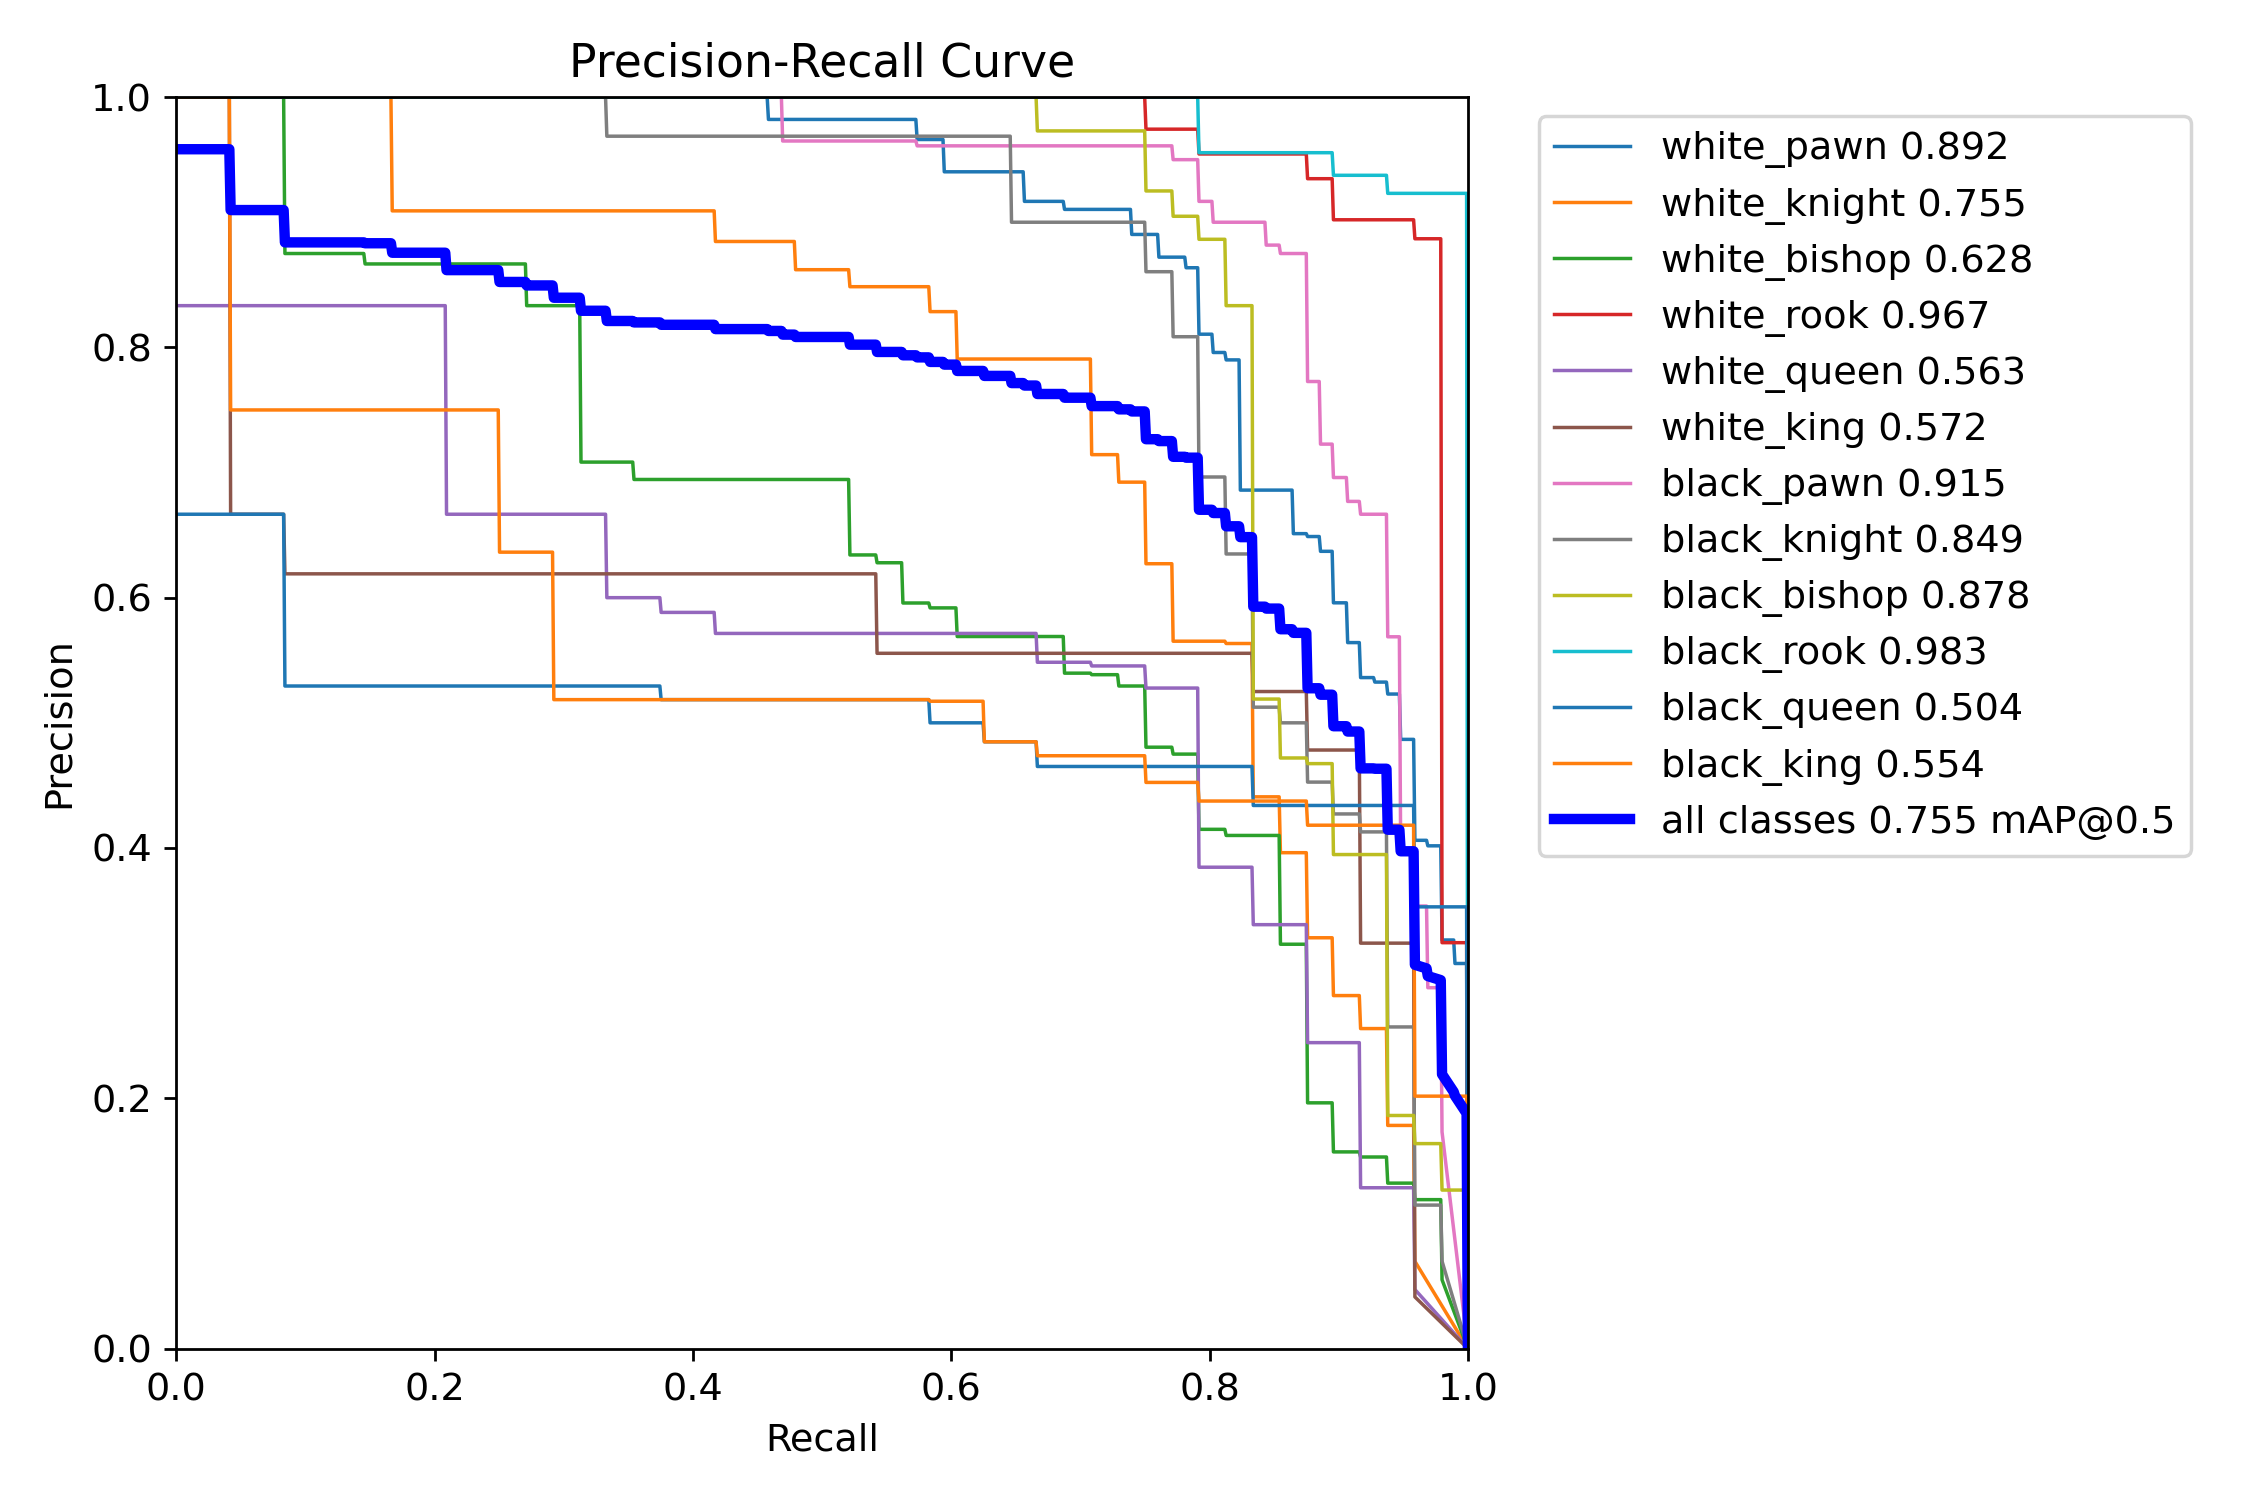 Precision-Recall Curve
1.0
0.8
0.6
0.4
0.2
0.0
Precision
0.0 0.2 0.4 0.6 0.8 1.0
Recall
white_pawn 0.892
white_knight 0.755
white_bishop 0.628
white_rook 0.967
white_queen 0.563
white_king 0.572
black_pawn 0.915
black_knight 0.849
black_bishop 0.878
black_rook 0.983
black_queen 0.504
black_king 0.554
all classes 0.755 mAP@0.5